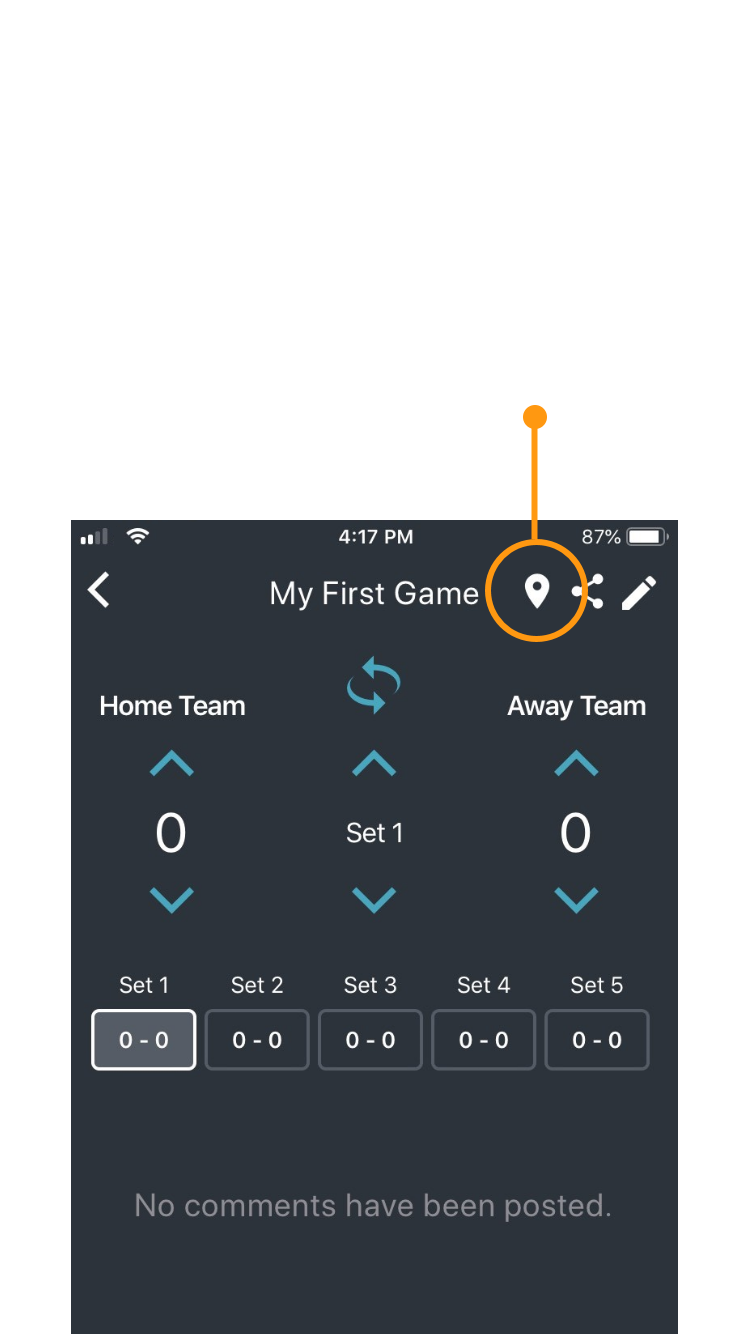 4:17 PM 87%
My First Game
Home Team Away Team
0 Set 1 0
Set 1 Set 2 Set 3 Set 4 Set 5
0 - 0 0 - 0 0 - 0 0 - 0 0 - 0
No comments have been posted.